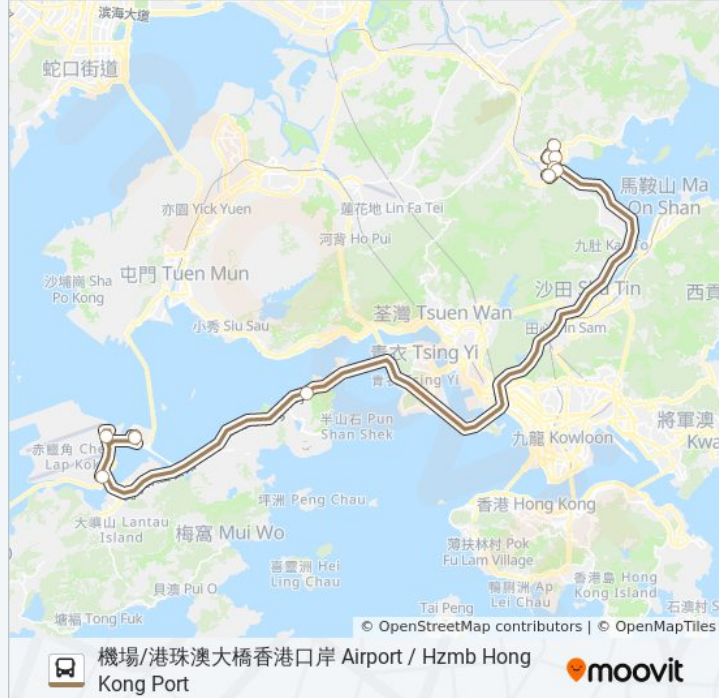 滨海大道
蛇口街道
馬鞍山 Ma
On Shan
亦園 Yick Yuen
蓮花地 Lin Fa Tei
河背 Ho Pui
九肚 Kau To
屯門 Tuen Mun
沙埔崗 Sha
Po Kong
沙田 Sha Tin
西貢
荃灣 Tsuen Wan
小秀 Siu Sau
田心 Tin Sam
青衣 Tsing Yi
青衣 Tsing Yi
半山石 Pun
Shan Shek
將軍澳
九龍 Kowloon
赤鱲角 Chek
Lap Kok
坪洲 Peng Chau
香港 Hong Kong
大嶼山 Lantau
Island
梅窩 Mui Wo
薄扶林村 Pok
Fu Lam Village
喜靈洲 Hei
Ling Chau
鴨脷洲 Ap
Lei Chau
香港島 Hong
Kong Island
貝澳 Pui O
塘福 Tong Fuk
Tai Peng
石澳村 S
© OpenStreetMap contributors | © OpenMapTiles
機場/港珠澳大橋香港口岸 Airport / Hzmb Hong
Kong Port
moovit